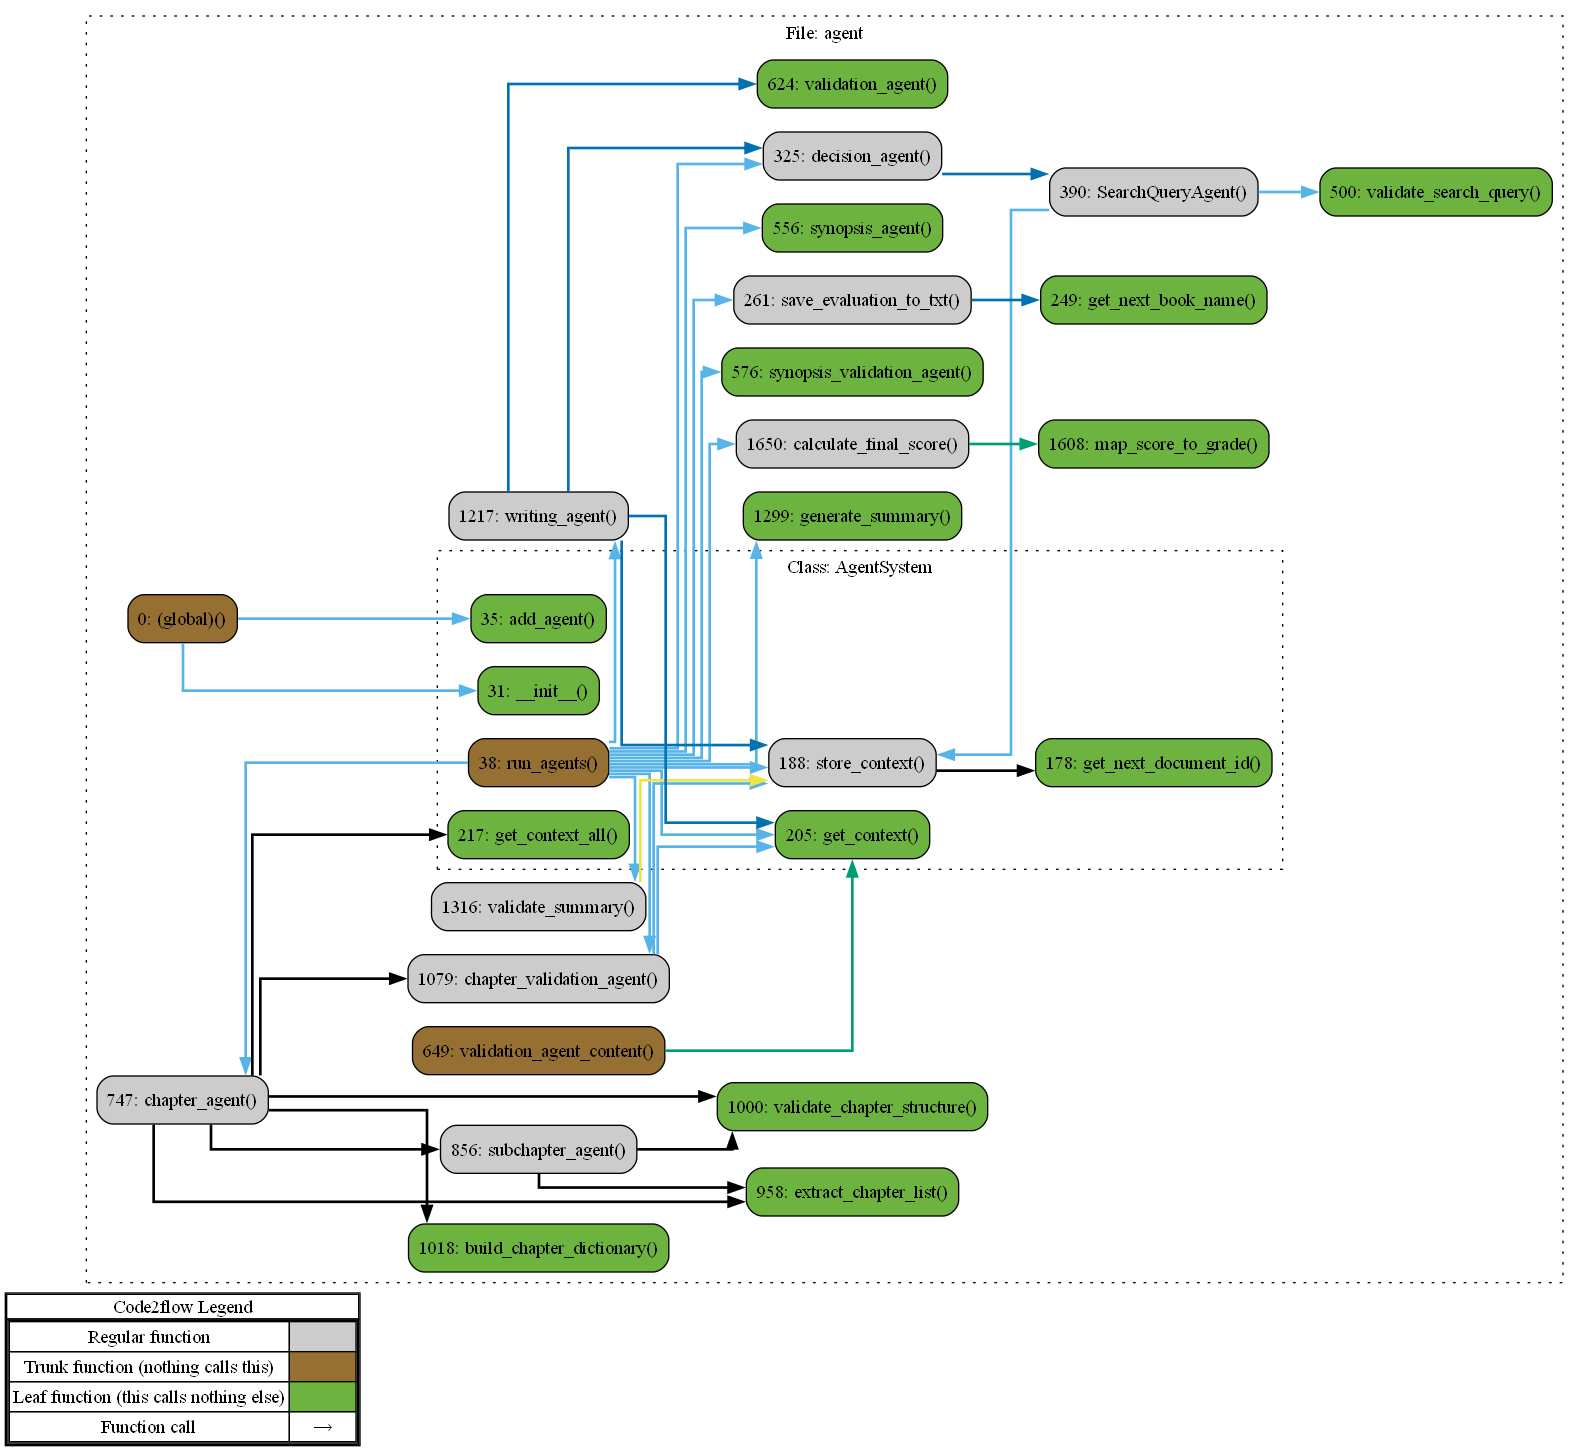 File: agent
624: validation_agent()
325: decision_agent()
390: SearchQueryAgent()
500: validate_search_query()
556: synopsis_agent()
261: save_evaluation_to_txt()
249: get_next_book_name()
576: synopsis_validation_agent()
1650: calculate_final_score()
1608: map_score_to_grade()
1217: writing_agent()
1299: generate_summary()
Class: AgentSystem
0: (global)()
35: add_agent()
31: __init__()
38: run_agents()
188: store_context()
178: get_next_document_id()
217: get_context_all()
205: get_context()
1316: validate_summary()
1079: chapter_validation_agent()
649: validation_agent_content()
747: chapter_agent()
1000: validate_chapter_structure()
856: subchapter_agent()
958: extract_chapter_list()
1018: build_chapter_dictionary()
Code2flow Legend
Regular function
Trunk function (nothing calls this)
Leaf function (this calls nothing else)
Function call →